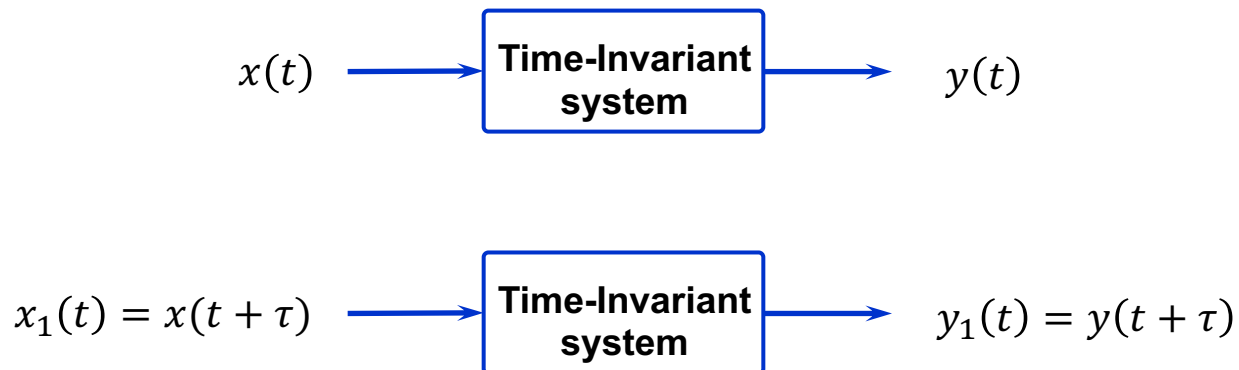 x(t)
Time-Invariant
system
y(t)
x₁(t) = x(t + τ)
Time-Invariant
system
y₁(t) = y(t + τ)